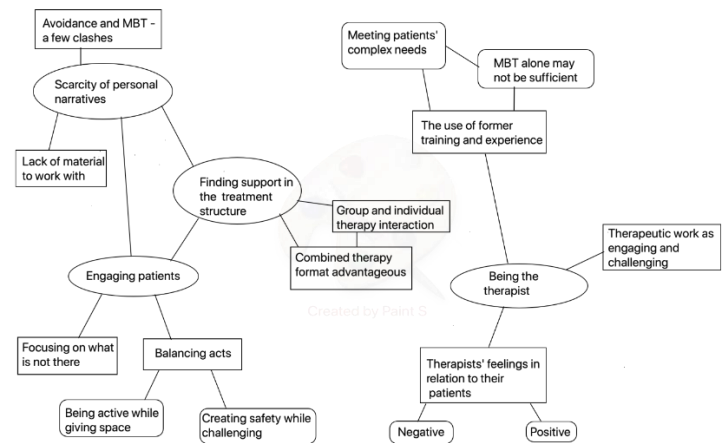 Avoidance and MBT -
a few clashes
Scarcity of personal
narratives
Lack of material
to work with
Finding support in
the treatment
structure
Group and individual
therapy interaction
Combined therapy
format advantageous
Engaging patients
Focusing on what
is not there
Balancing acts
Being active while
giving space
Creating safety while
challenging
Meeting patients'
complex needs
MBT alone may
not be sufficient
The use of former
training and experience
Therapeutic work as
engaging and
challenging
Being the
therapist
Therapists' feelings in
relation to their
patients
Negative
Positive
Created by Paint S